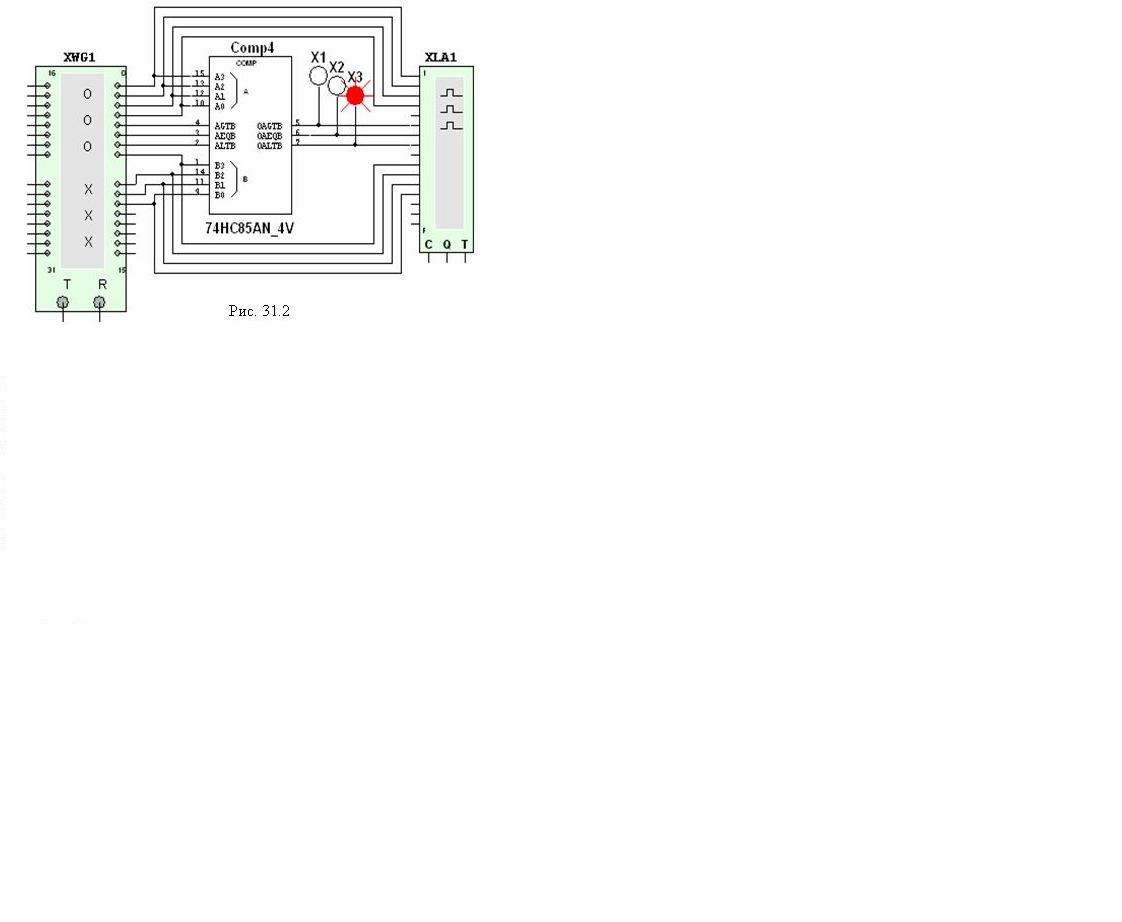 XWG1
Comp4
XLA1
X1
X2
X3
16
0
COMP
1
15
A3
13
A2
12
A1
10
A0
A
O
O
O
4
AGTB
OAGTB
5
3
AEQB
OAEQB
6
2
ALTB
OALTB
7
1
B3
14
B2
11
B1
9
B0
B
X
X
X
74HC85AN_4V
F
C Q T
31
15
T R
Рис. 31.2